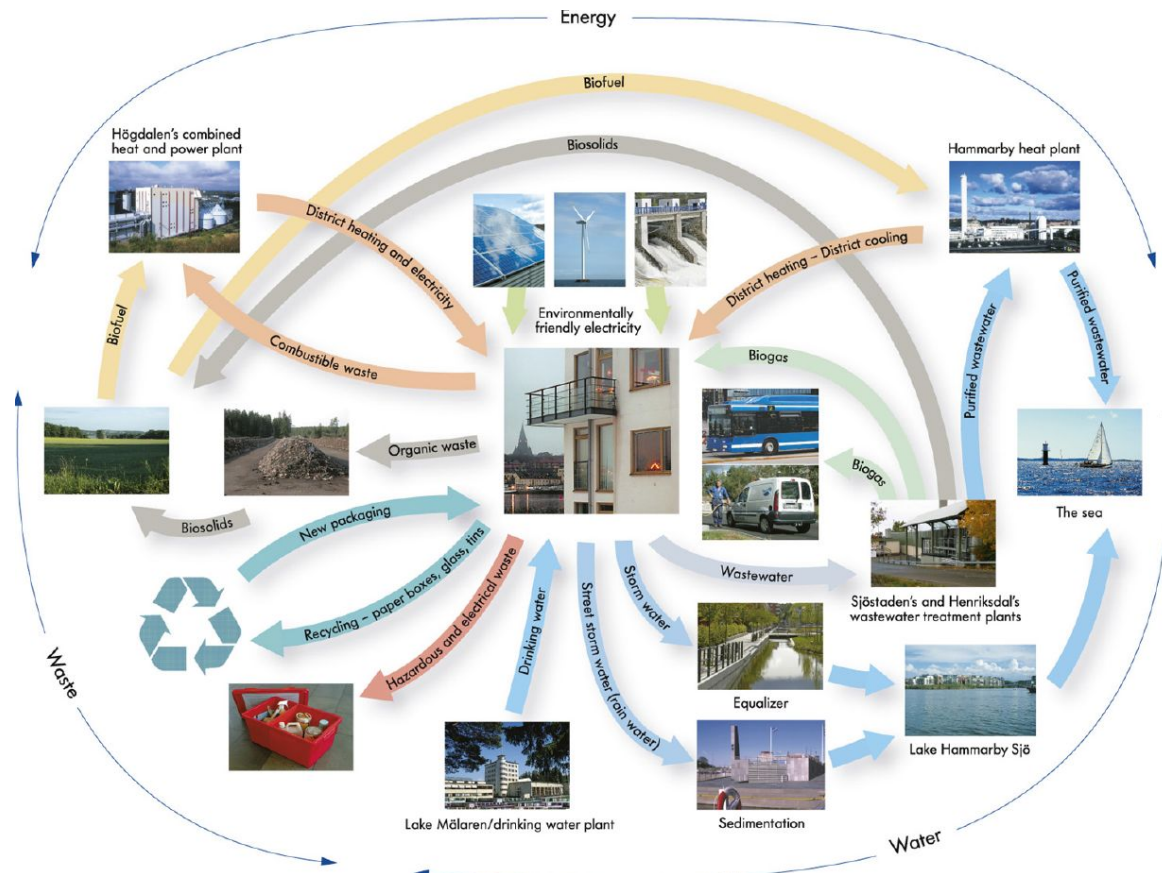 Energy
Biofuel
Biosolids
Högdalen's combined
heat and power plant
Hammarby heat plant
District heating and electricity
District heating – District cooling
Environmentally
friendly electricity
Biofuel
Combustible waste
Biogas
Purified wastewater
Purified wastewater
Organic waste
Biogas
Biosolids
New packaging
The sea
Recycling – paper boxes, glass, tins
Hazardous and electrical waste
Drinking water
Street storm water (rain water)
Storm water
Wastewater
Sjöstaden's and Henriksdal's
wastewater treatment plants
Waste
Equalizer
Lake Hammarby Sjö
Lake Mälaren/drinking water plant
Sedimentation
Water